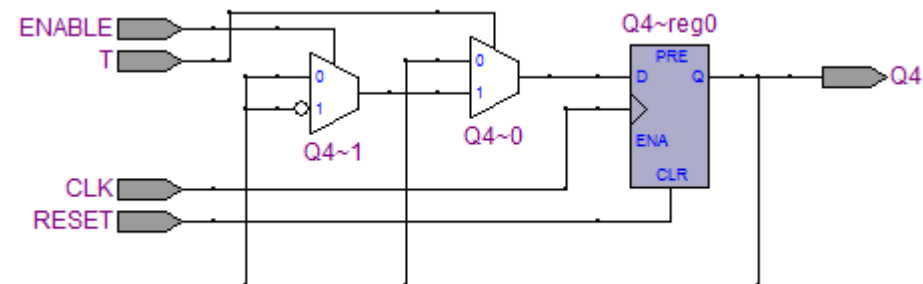 Q4~reg0
ENABLE
T
PRE
0
0
D
Q
Q4
1
1
Q4~1
Q4~0
ENA
CLK
CLR
RESET